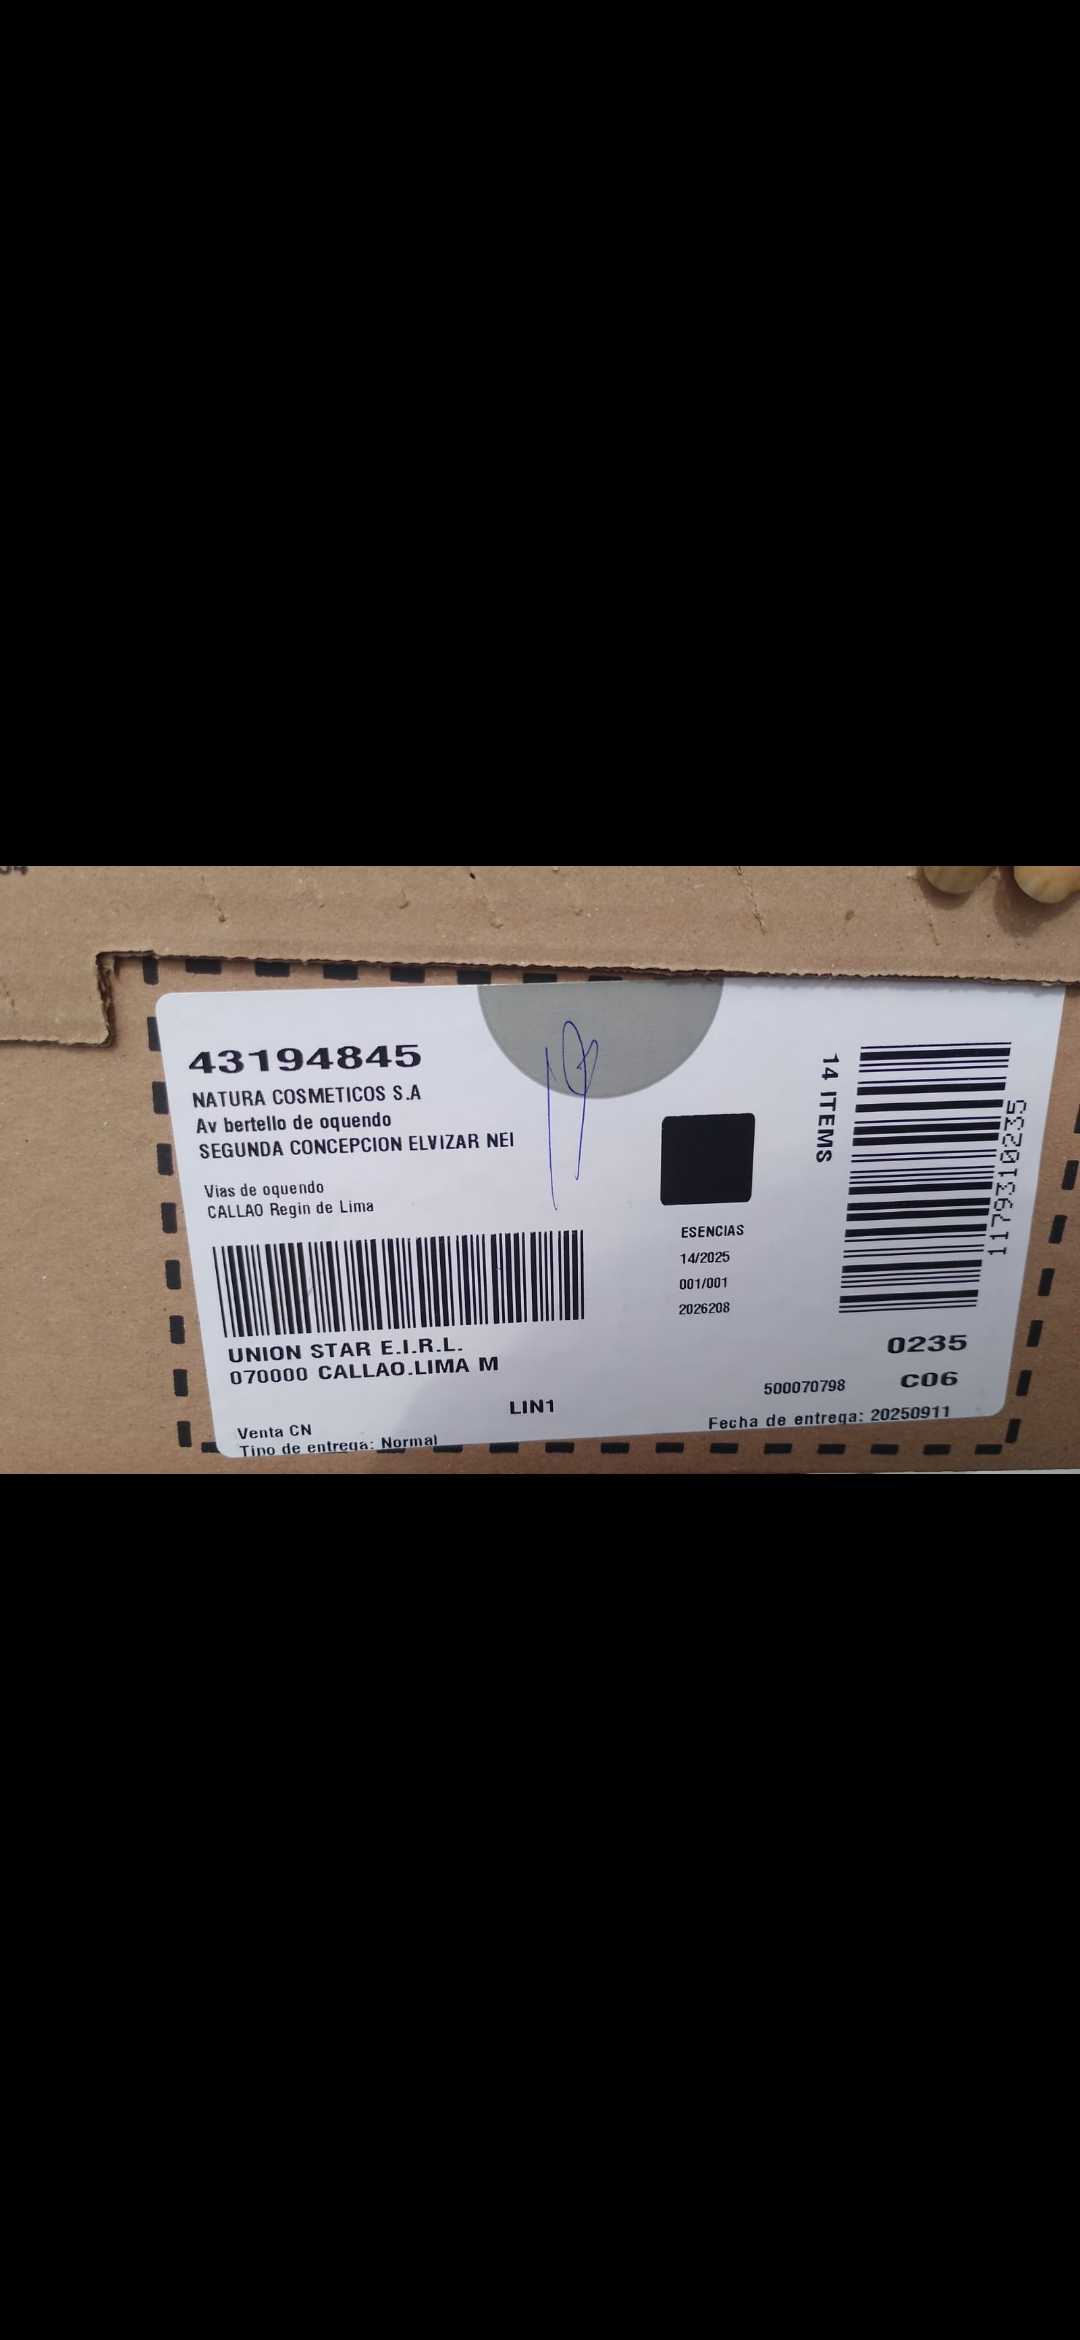 43194845
NATURA COSMETICOS S.A
Av bertello de oquendo
SEGUNDA CONCEPCION ELVIZAR NEI
Vias de oquendo
CALLAO Regin de Lima
UNION STAR E.I.R.L.
070000 CALLAO.LIMA M
LIN1
Venta CN
Tipo de entrega: Normal
ESENCIAS
14/2025
001/001
2026208
14 ITEMS
1179310235
0235
500070798 C06
Fecha de entrega: 20250911